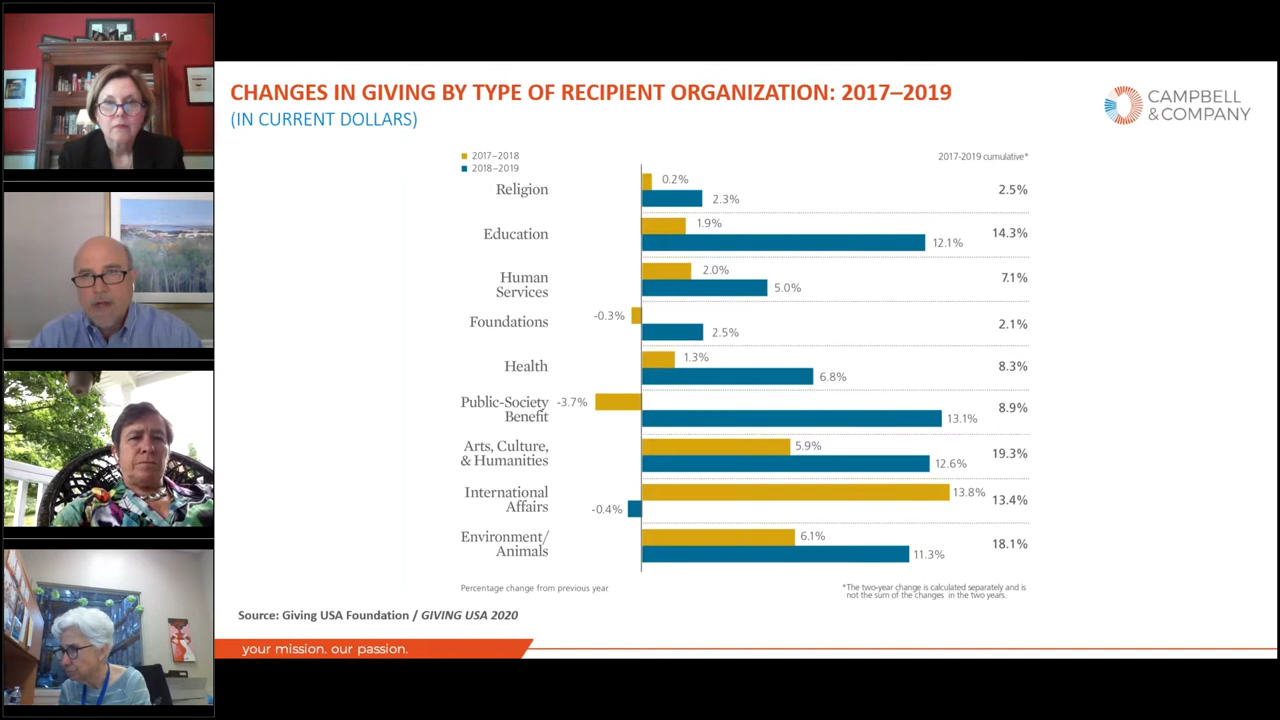 CHANGES IN GIVING BY TYPE OF RECIPIENT ORGANIZATION: 2017–2019
(IN CURRENT DOLLARS)
CAMPBELL
& COMPANY
2017–2018
2018–2019
2017-2019 cumulative*
Religion
0.2%
2.3%
2.5%
Education
1.9%
12.1%
14.3%
Human
Services
2.0%
5.0%
7.1%
Foundations
-0.3%
2.5%
2.1%
Health
1.3%
6.8%
8.3%
Public-Society
Benefit
-3.7%
13.1%
8.9%
Arts, Culture,
& Humanities
5.9%
12.6%
19.3%
International
Affairs
13.8%
-0.4%
13.4%
Environment/
Animals
6.1%
11.3%
18.1%
Percentage change from previous year
*The two-year change is calculated separately and is
not the sum of the changes in the two years.
Source: Giving USA Foundation / GIVING USA 2020
your mission. our passion.